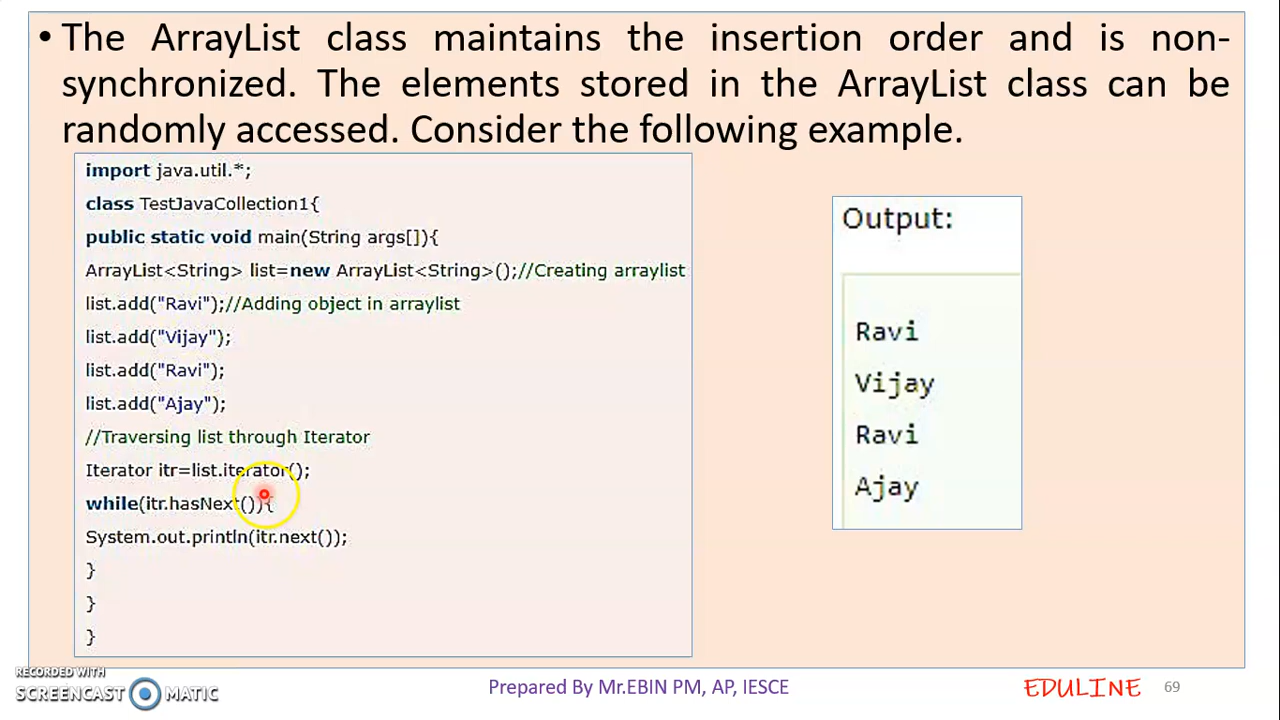 • The ArrayList class maintains the insertion order and is non-
synchronized. The elements stored in the ArrayList class can be
randomly accessed. Consider the following example.
import java.util.*;
class TestJavaCollection1{
public static void main(String args[]){
ArrayList<String> list=new ArrayList<String>();//Creating arraylist
list.add("Ravi");//Adding object in arraylist
list.add("Vijay");
list.add("Ravi");
list.add("Ajay");
//Traversing list through Iterator
Iterator itr=list.iterator();
while(itr.hasNext()){
System.out.println(itr.next());
}
}
}
Output:
Ravi
Vijay
Ravi
Ajay
RECORDED WITH
SCREENCAST MATIC
Prepared By Mr.EBIN PM, AP, IESCE
EDULINE
69